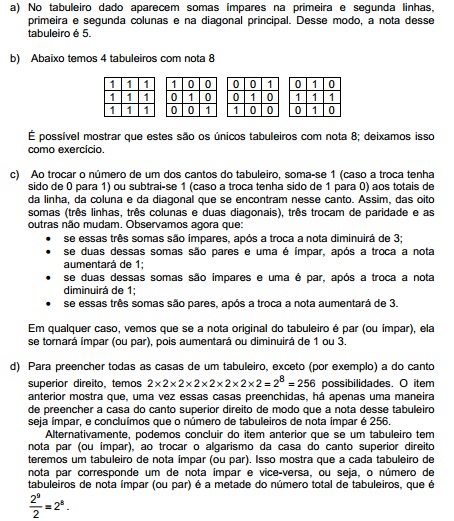 a) No tabuleiro dado aparecem somas ímpares na primeira e segunda linhas,
primeira e segunda colunas e na diagonal principal. Desse modo, a nota desse
tabuleiro é 5.
b) Abaixo temos 4 tabuleiros com nota 8
1 1 1 1 0 0 0 0 1 0 1 0
1 1 1 0 1 0 0 1 0 1 1 1
1 1 1 0 0 1 1 0 0 0 1 0
É possível mostrar que estes são os únicos tabuleiros com nota 8; deixamos isso
como exercício.
c) Ao trocar o número de um dos cantos do tabuleiro, soma-se 1 (caso a troca tenha
sido de 0 para 1) ou subtrai-se 1 (caso a troca tenha sido de 1 para 0) aos totais de
da linha, da coluna e da diagonal que se encontram nesse canto. Assim, das oito
somas (três linhas, três colunas e duas diagonais), três trocam de paridade e as
outras não mudam. Observamos agora que:
• se essas três somas são ímpares, após a troca a nota diminuirá de 3;
• se duas dessas somas são pares e uma é ímpar, após a troca a nota
aumentará de 1;
• se duas dessas somas são ímpares e uma é par, após a troca a nota
diminuirá de 1;
• se essas três somas são pares, após a troca a nota aumentará de 3.
Em qualquer caso, vemos que se a nota original do tabuleiro é par (ou ímpar), ela
se tornará ímpar (ou par), pois aumentará ou diminuirá de 1 ou 3.
d) Para preencher todas as casas de um tabuleiro, exceto (por exemplo) a do canto
superior direito, temos 2×2×2×2×2×2×2×2 = 2⁸ = 256 possibilidades. O item
anterior mostra que, uma vez essas casas preenchidas, há apenas uma maneira
de preencher a casa do canto superior direito de modo que a nota desse tabuleiro
seja ímpar, e concluímos que o número de tabuleiros de nota ímpar é 256.
Alternativamente, podemos concluir do item anterior que se um tabuleiro tem
nota par (ou ímpar), ao trocar o algarismo da casa do canto superior direito
teremos um tabuleiro de nota ímpar (ou par). Isso mostra que a cada tabuleiro de
nota par corresponde um de nota ímpar e vice-versa, ou seja, o número de
tabuleiros de nota ímpar (ou par) é a metade do número total de tabuleiros, que é
2⁹/2 = 2⁸.